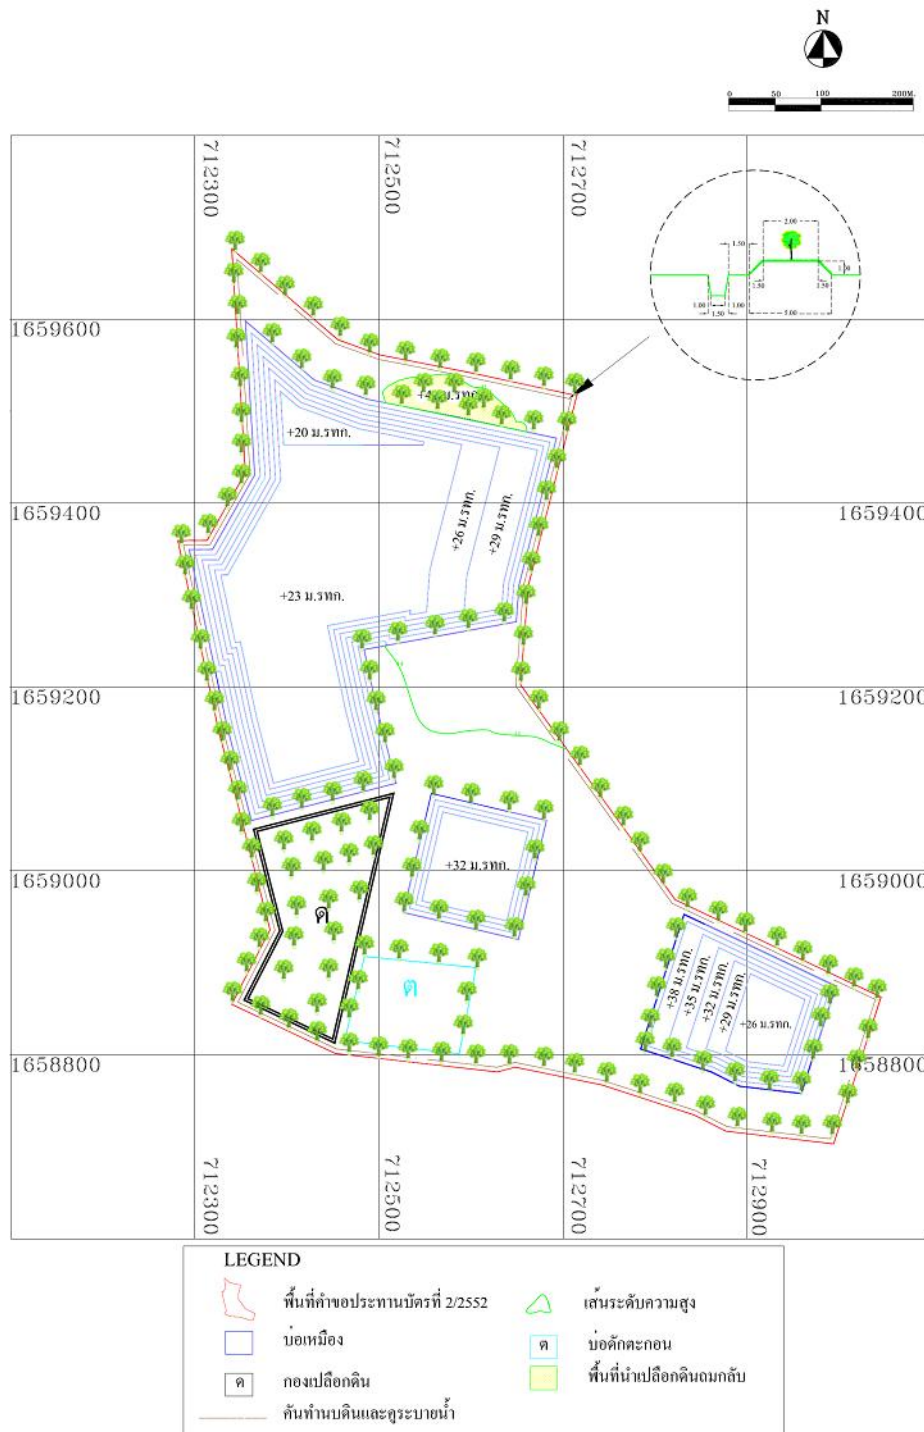 N
0 50 100 200M.
712300
712500
712700
2.00
1.50
1.50
1.50
1.00
1.50
1.00
5.00
1659600
+20 ม.รทก.
1659400
+26 ม.รทก.
+29 ม.รทก.
1659400
+23 ม.รทก.
1659200
1659200
1659000
+32 ม.รทก.
1659000
ด
ต
+38 ม.รทก.
+35 ม.รทก.
+32 ม.รทก.
+29 ม.รทก.
+26 ม.รทก.
1658800
1658800
712300
712500
712700
712900
LEGEND
พื้นที่คำขอประทานบัตรที่ 2/2552
เส้นระดับความสูง
บ่อเหมือง
ต บ่อดักตะกอน
ด กองเปลือกดิน
พื้นที่นำเปลือกดินถมกลับ
คันทำนบดินและคูระบายน้ำ